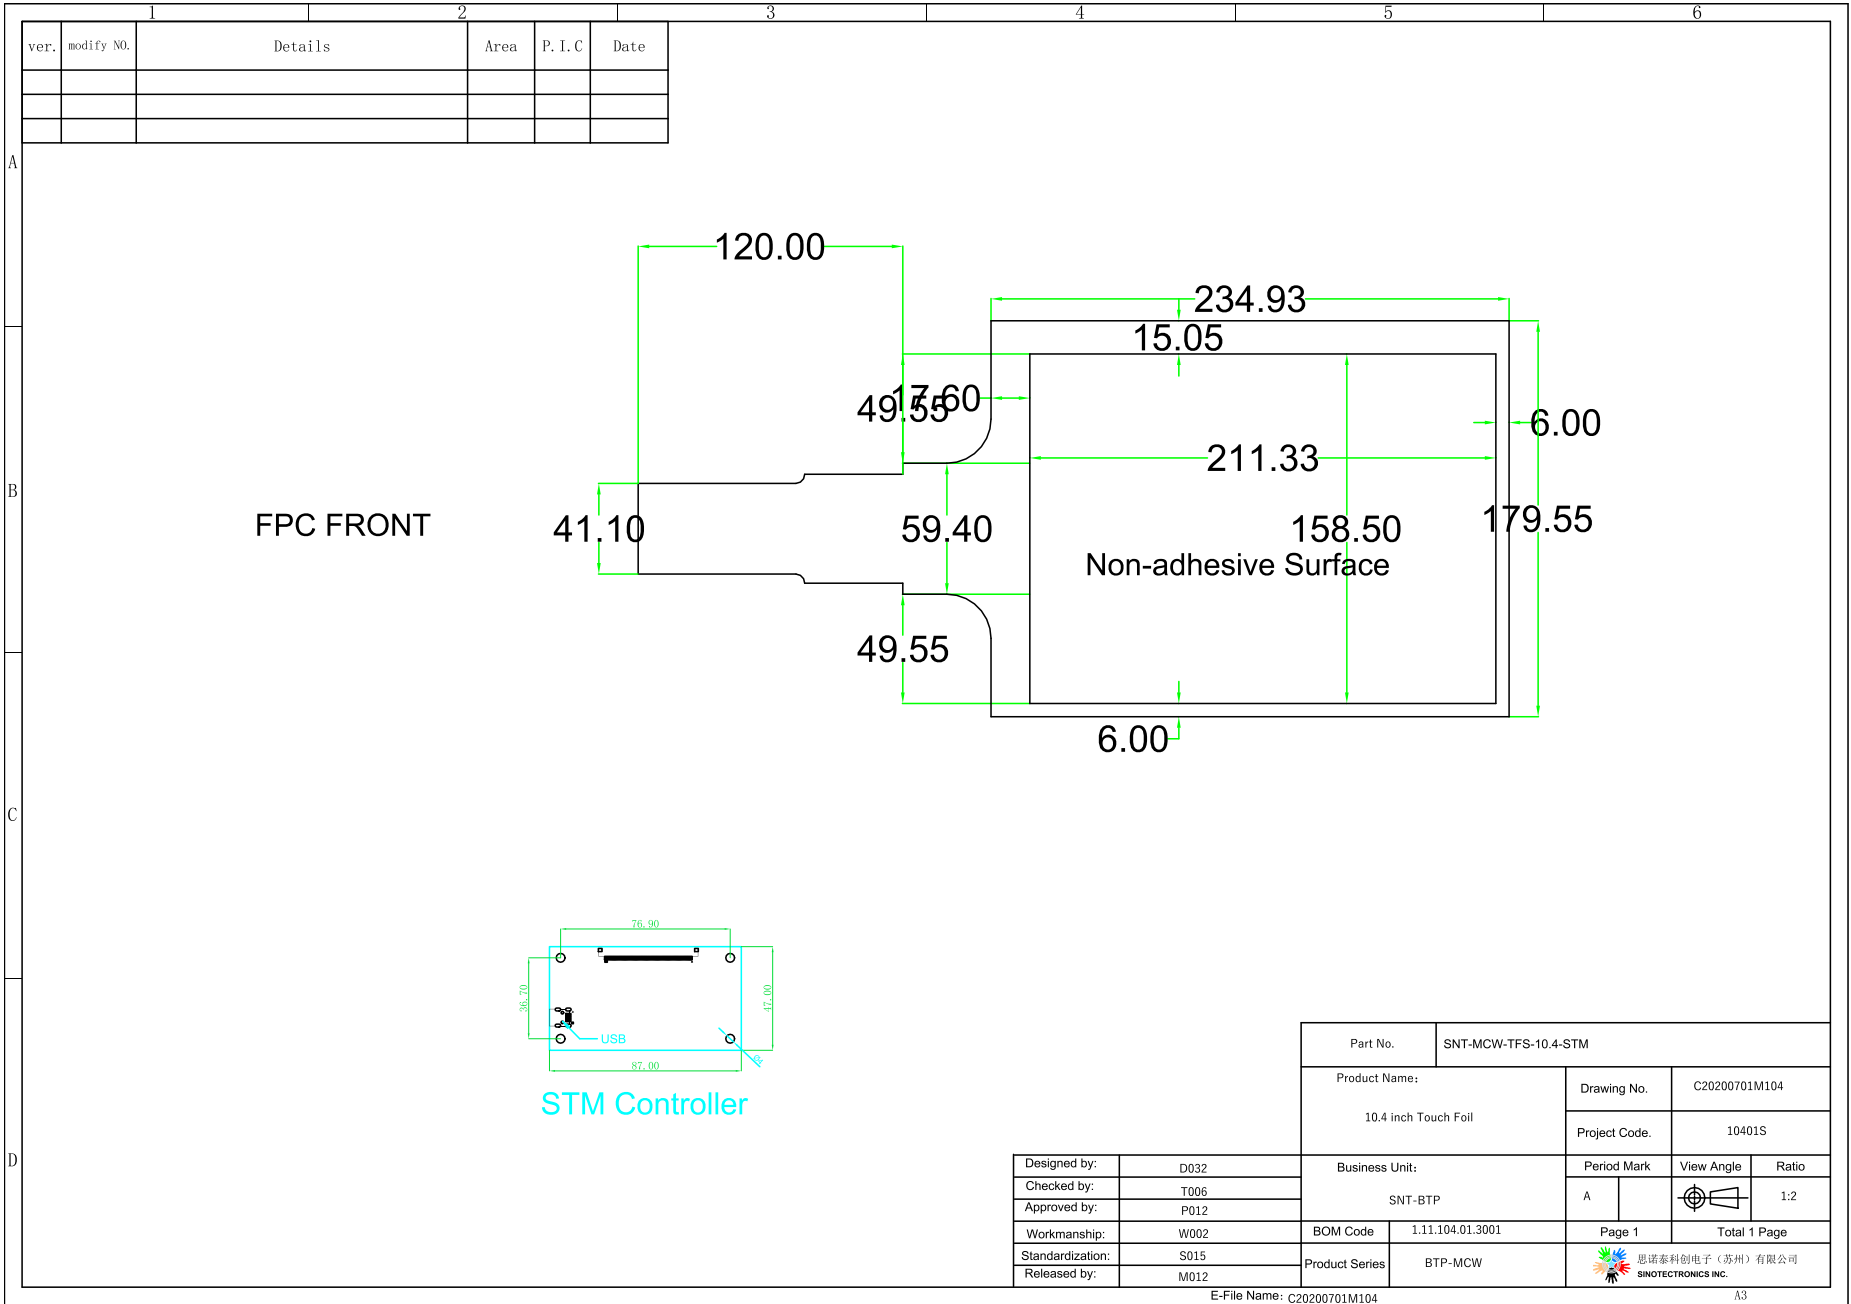 1 2 3 4 5 6
ver. modify NO. Details Area P.I.C Date
A
B
C
D
120.00
234.93
15.05
17.60
49.55
6.00
211.33
FPC FRONT
41.10
59.40
158.50
179.55
Non-adhesive Surface
49.55
6.00
76.90
36.70
47.00
USB
87.00
STM Controller
Part No. SNT-MCW-TFS-10.4-STM
Product Name:
10.4 inch Touch Foil
Drawing No. C20200701M104
Project Code. 10401S
Designed by: D032
Checked by: T006
Approved by: P012
Workmanship: W002
Standardization: S015
Released by: M012
Business Unit:
SNT-BTP
Period Mark View Angle Ratio
A 1:2
BOM Code 1.11.104.01.3001
Page 1 Total 1 Page
Product Series BTP-MCW
思诺泰科创电子（苏州）有限公司
SINOTECTRONICS INC.
E-File Name: C20200701M104
A3